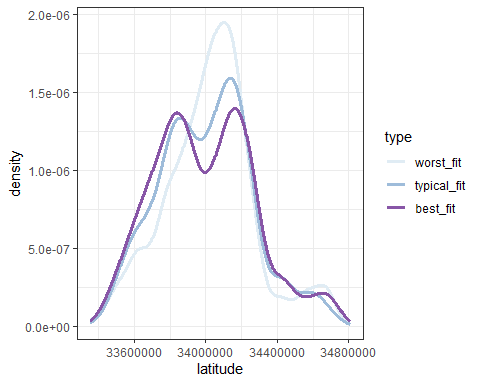 2.0e-06
1.5e-06
1.0e-06
5.0e-07
0.0e+00
density
33600000 34000000 34400000 34800000
latitude
type
worst_fit
typical_fit
best_fit